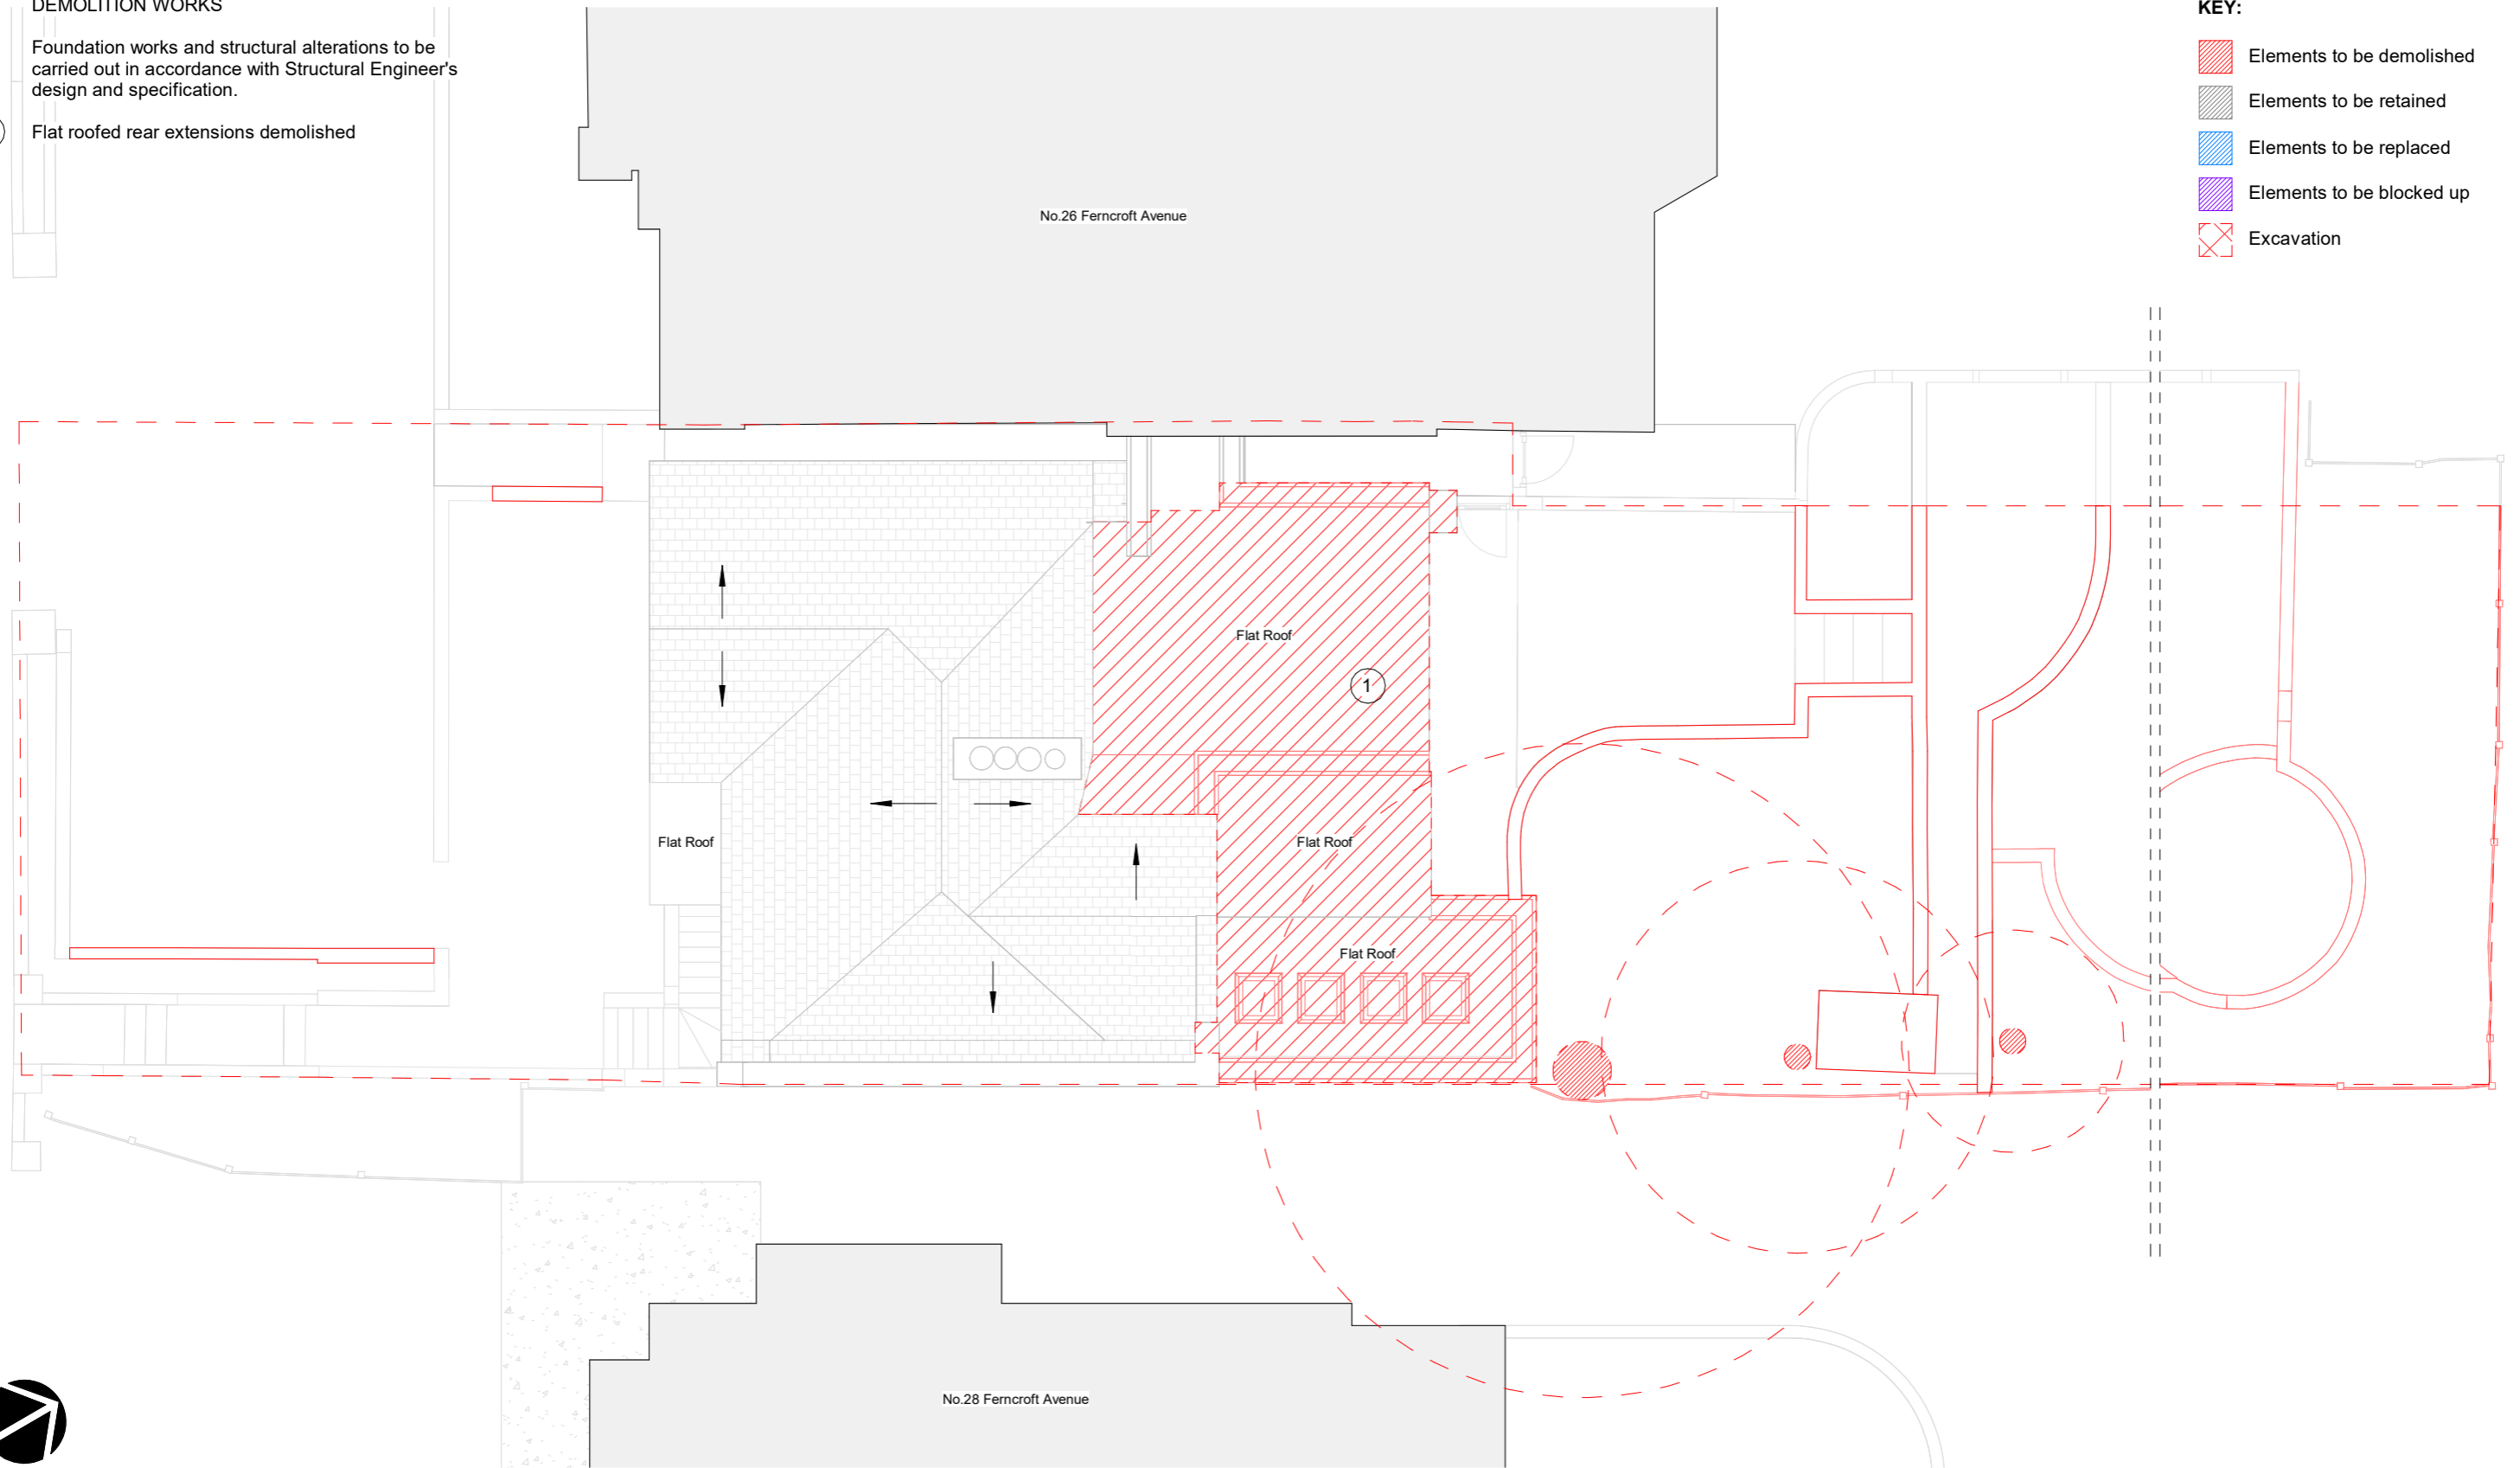 DEMOLITION WORKS
Foundation works and structural alterations to be
carried out in accordance with Structural Engineer's
design and specification.
Flat roofed rear extensions demolished
KEY:
Elements to be demolished
Elements to be retained
Elements to be replaced
Elements to be blocked up
Excavation
No.26 Ferncroft Avenue
Flat Roof
1
Flat Roof
Flat Roof
Flat Roof
No.28 Ferncroft Avenue